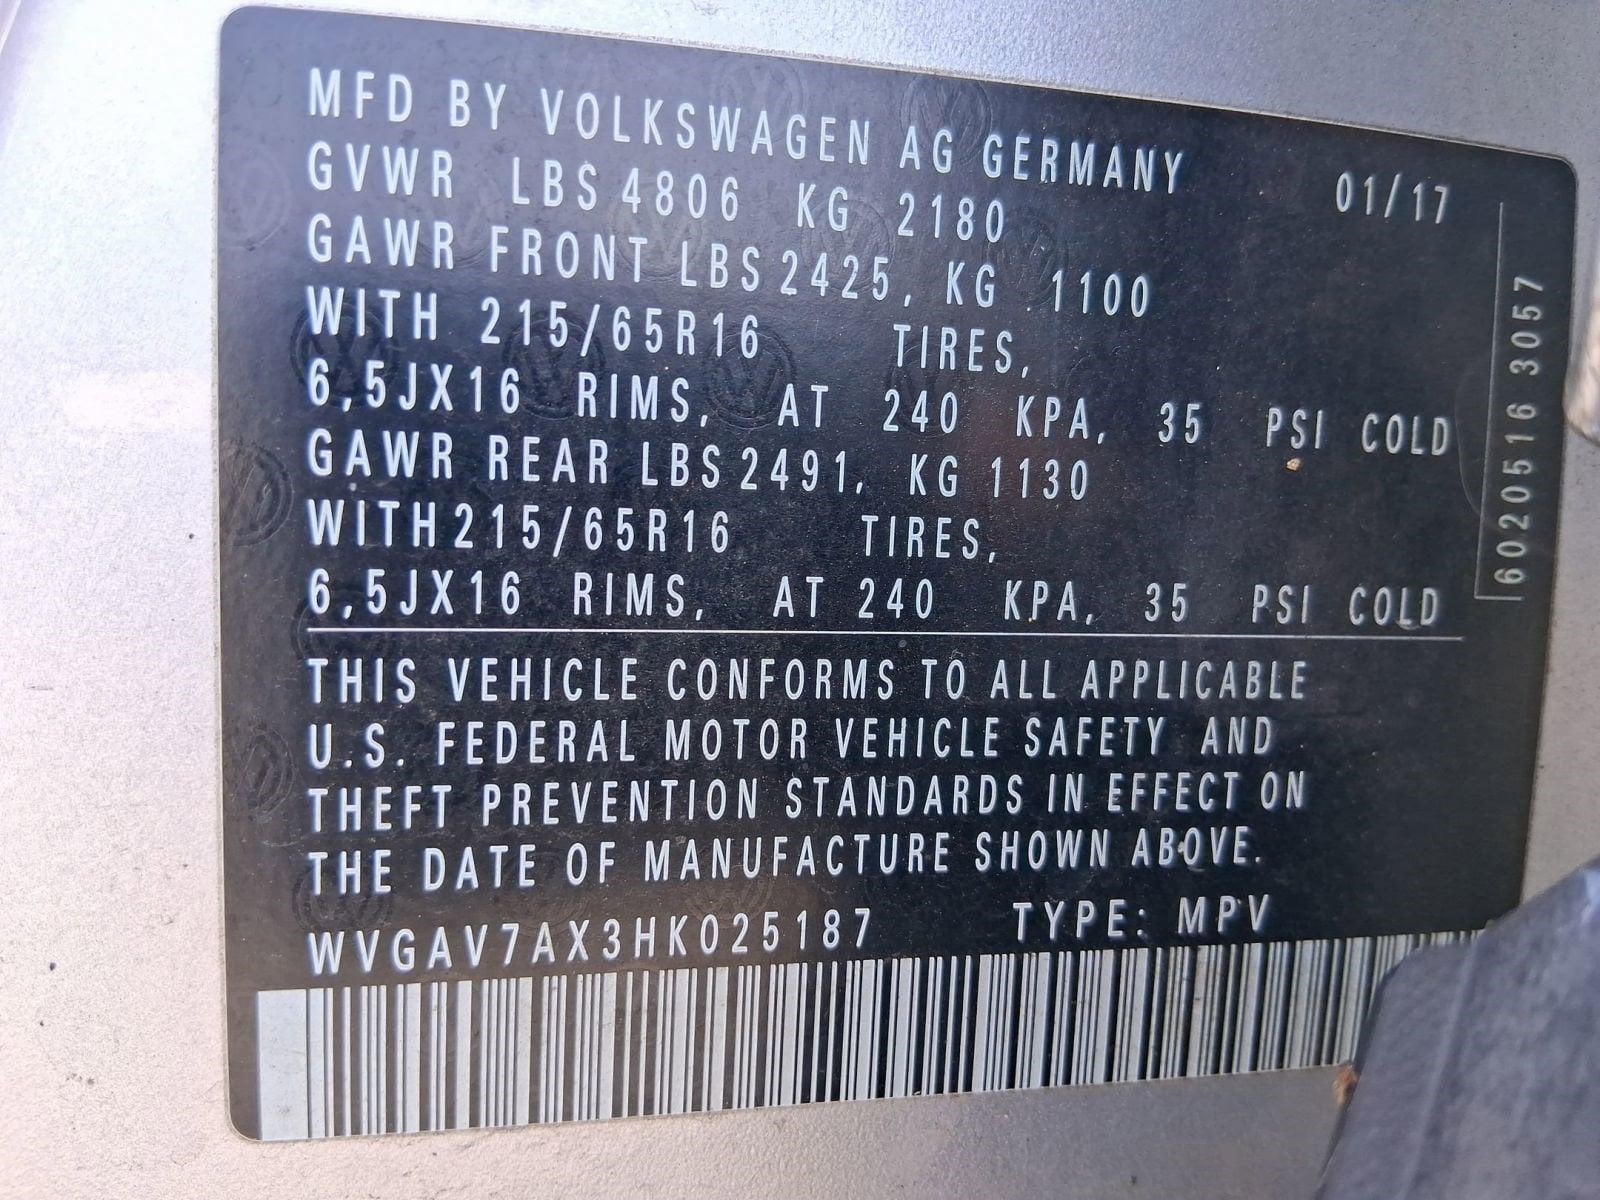 MFD BY VOLKSWAGEN AG GERMANY 01/17
GVWR LBS 4806 KG 2180
GAWR FRONT LBS 2425, KG 1100
WITH 215/65R16 TIRES,
6,5JX16 RIMS, AT 240 KPA, 35 PSI COLD
GAWR REAR LBS 2491, KG 1130
WITH 215/65R16 TIRES,
6,5JX16 RIMS, AT 240 KPA, 35 PSI COLD
THIS VEHICLE CONFORMS TO ALL APPLICABLE
U.S. FEDERAL MOTOR VEHICLE SAFETY AND
THEFT PREVENTION STANDARDS IN EFFECT ON
THE DATE OF MANUFACTURE SHOWN ABOVE.
WVGAV7AX3HK025187 TYPE: MPV
6020516 3057